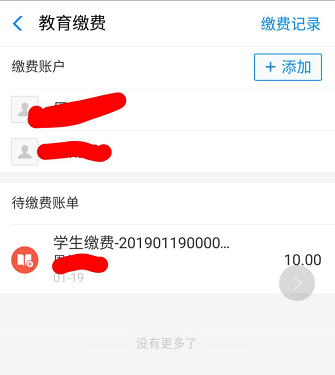 教育缴费
缴费记录
缴费账户
+ 添加
待缴费账单
学生缴费-201901190000...
10.00
01-19
没有更多了